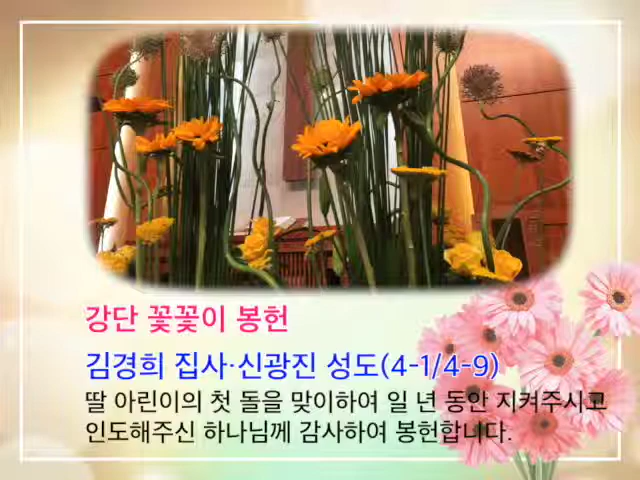 강단 꽃꽂이 봉헌
김경희 집사·신광진 성도(4-1/4-9)
딸 아린이의 첫 돌을 맞이하여 일 년 동안 지켜주시고
인도해주신 하나님께 감사하여 봉헌합니다.